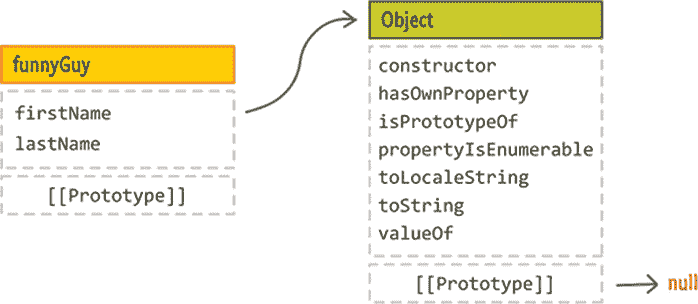 funnyGuy
firstName
lastName
[[Prototype]]
Object
constructor
hasOwnProperty
isPrototypeOf
propertyIsEnumerable
toLocaleString
toString
valueOf
[[Prototype]]
null